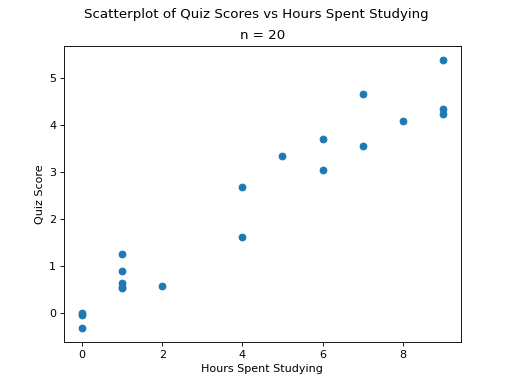 Scatterplot of Quiz Scores vs Hours Spent Studying
n = 20
5
4
3
2
1
0
Quiz Score
0 2 4 6 8
Hours Spent Studying